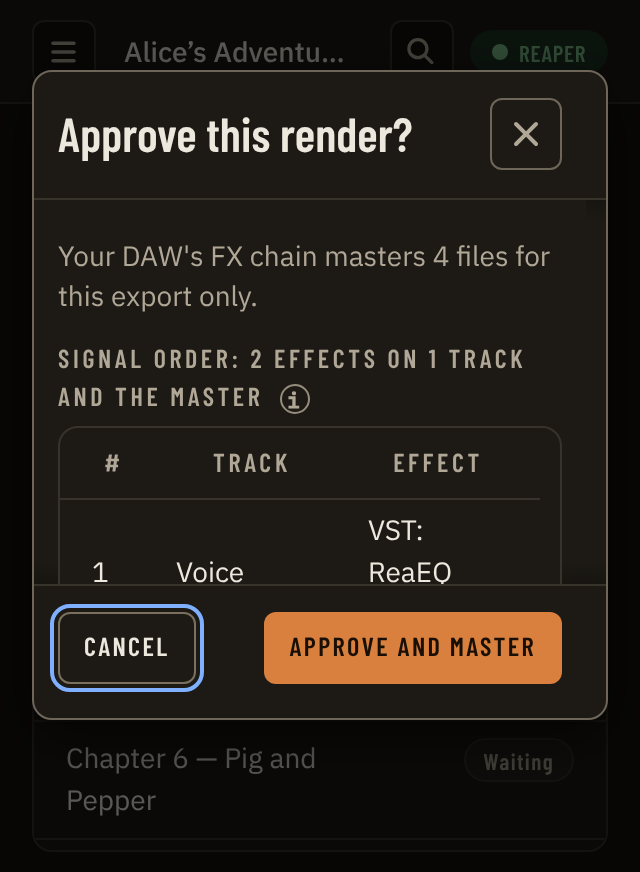 Alice’s Adventu...
REAPER
Approve this render?
Your DAW's FX chain masters 4 files for
this export only.
SIGNAL ORDER: 2 EFFECTS ON 1 TRACK
AND THE MASTER
# TRACK EFFECT
VST:
1 Voice ReaEQ
CANCEL APPROVE AND MASTER
Chapter 6 — Pig and Waiting
Pepper